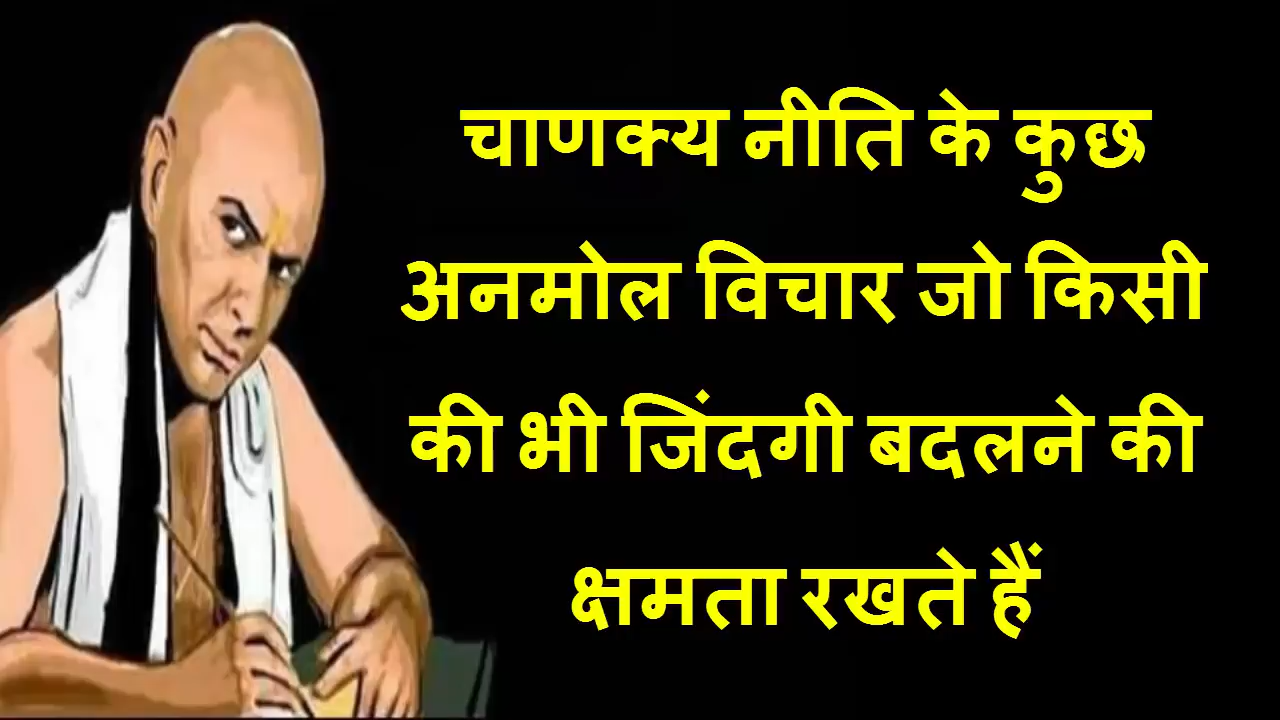 चाणक्य नीति के कुछ
अनमोल विचार जो किसी
की भी जिंदगी बदलने की
क्षमता रखते हैं